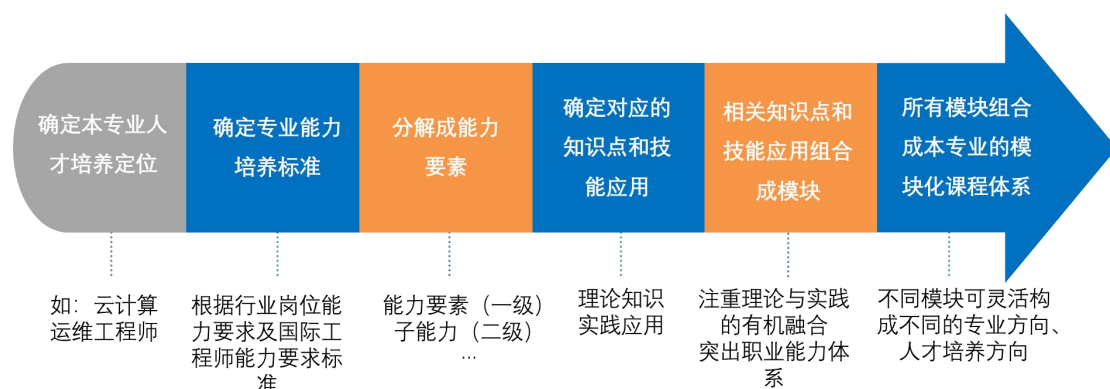 确定本专业人
才培养定位
确定专业能力
培养标准
分解成能力
要素
确定对应的
知识点和技
能应用
相关知识点和
技能应用组合
成模块
所有模块组合
成本专业的模
块化课程体系
如：云计算
运维工程师
根据行业岗位能
力要求及国际工
程师能力要求标
准
能力要素（一级）
子能力（二级）
...
理论知识
实践应用
注重理论与实践
的有机融合
突出职业能力体
系
不同模块可灵活构
成不同的专业方向、
人才培养方向